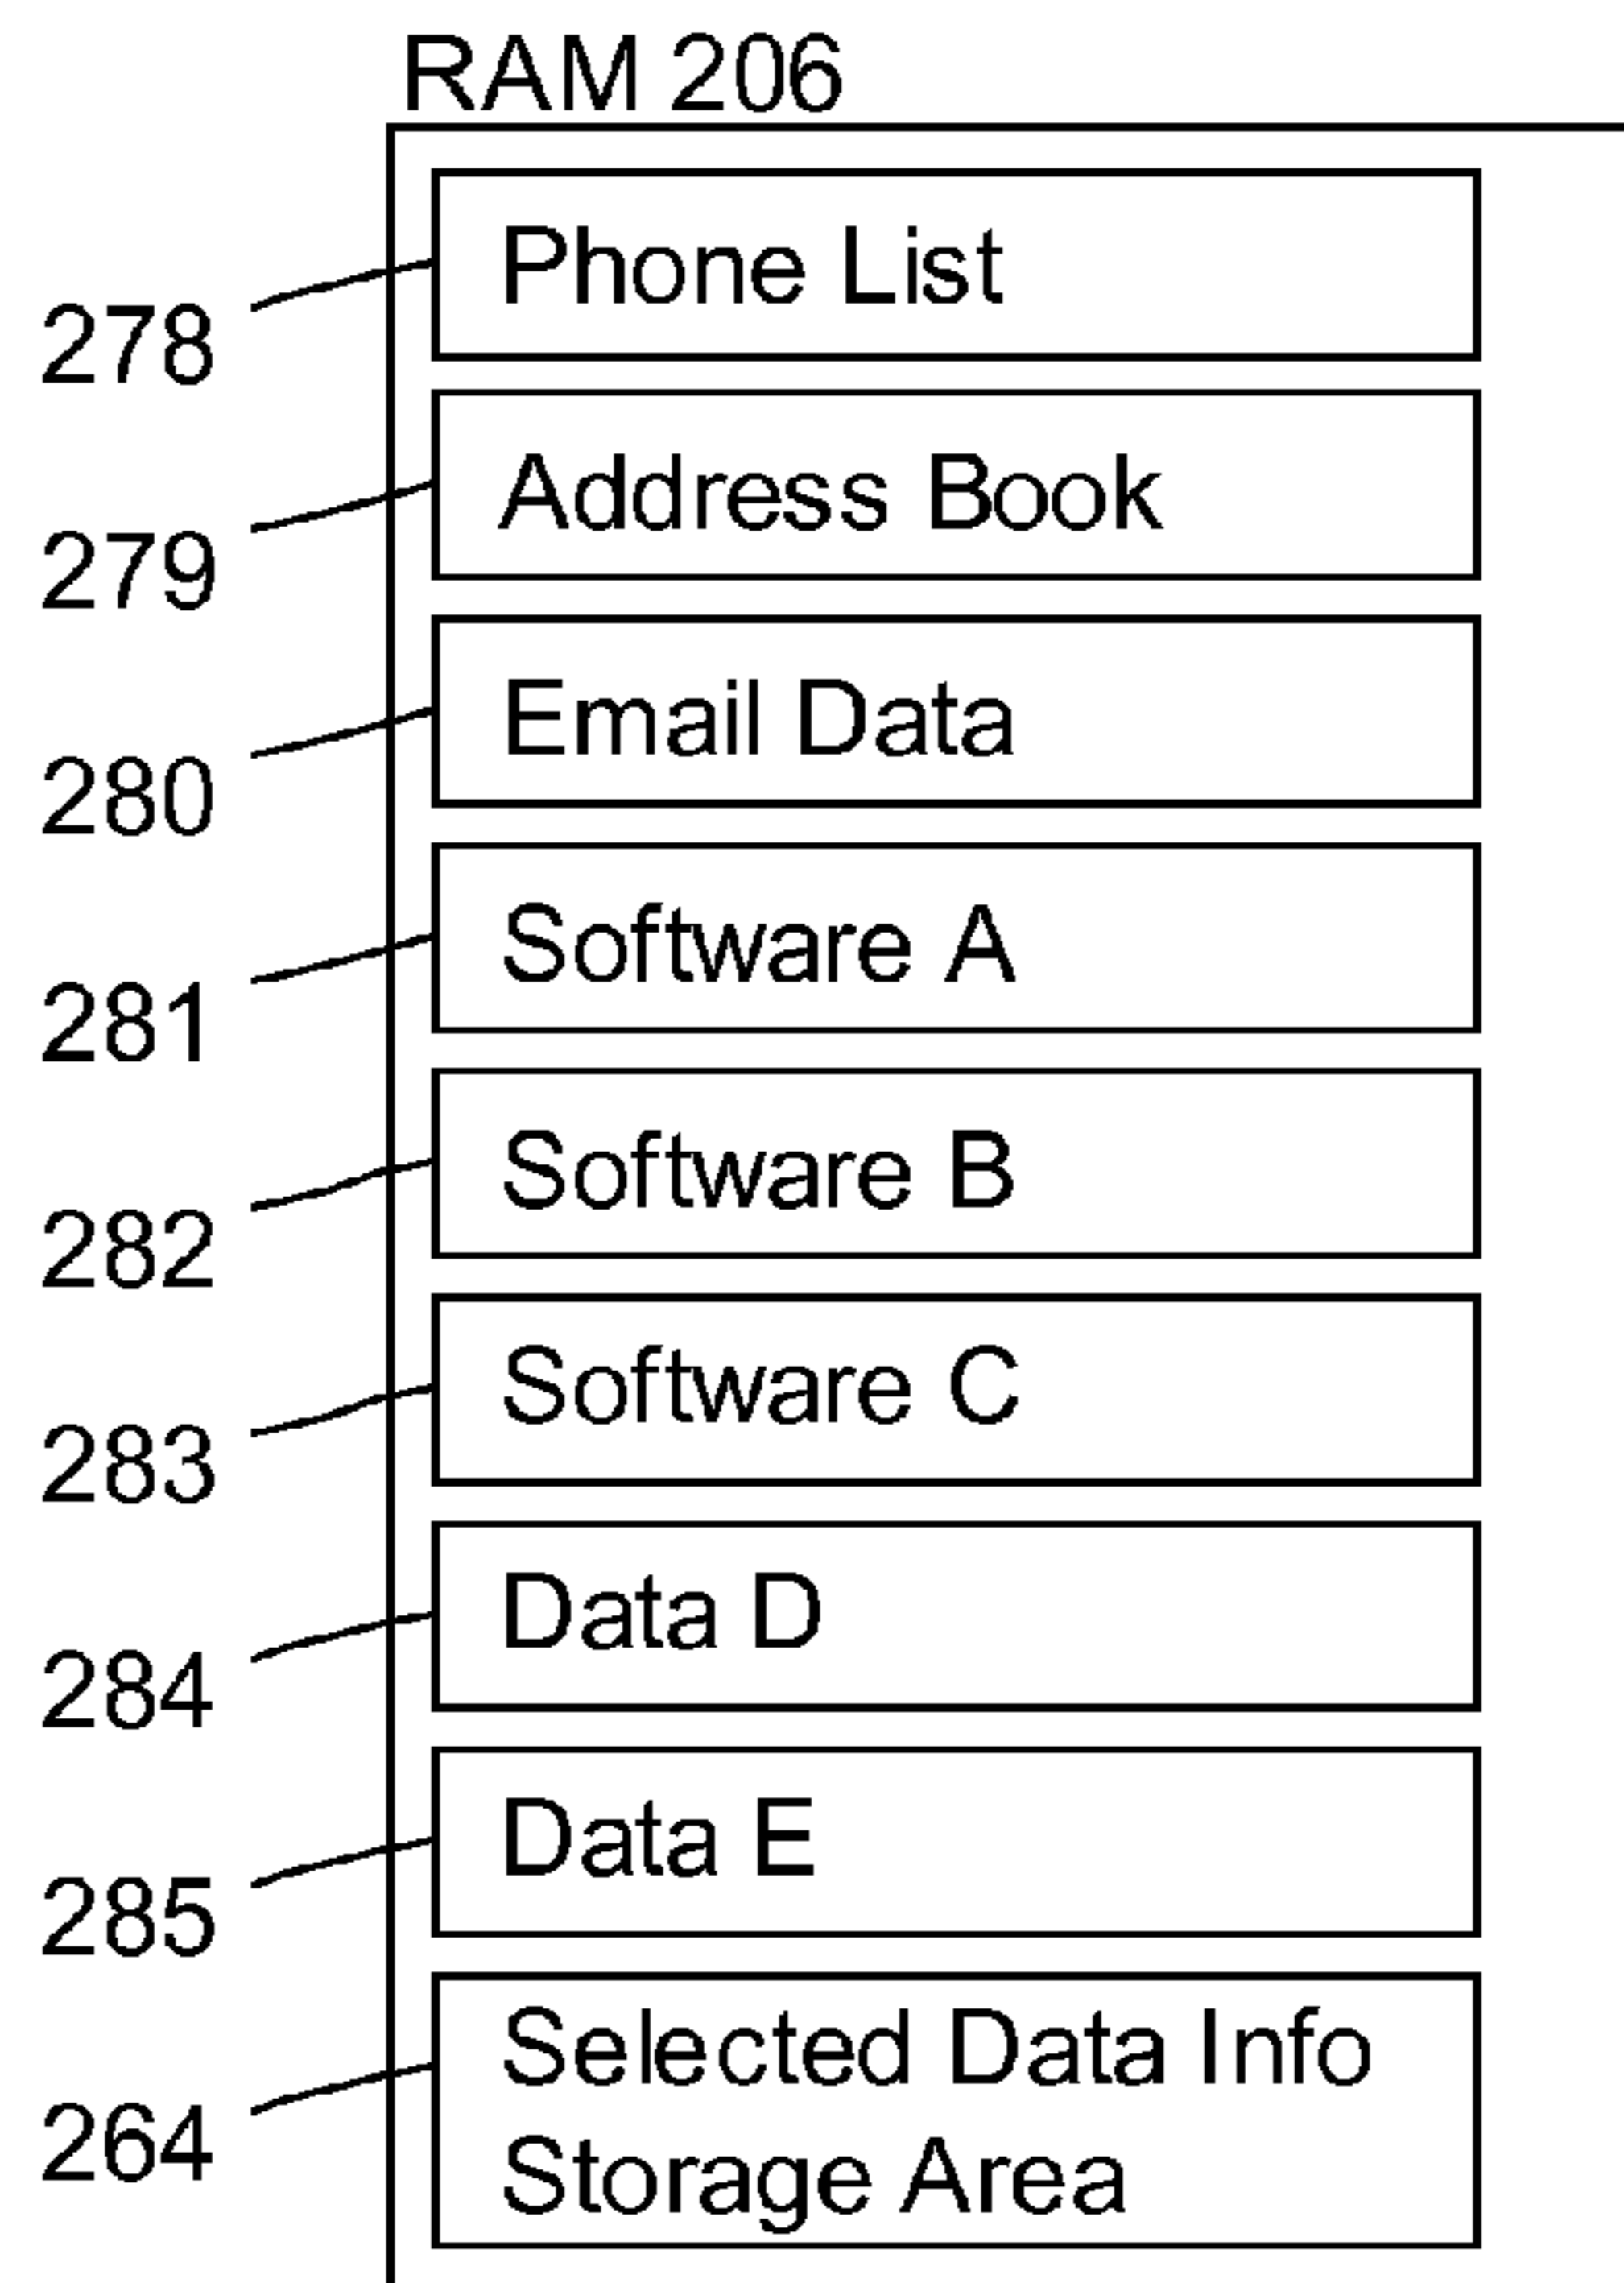 RAM 206
278 Phone List
279 Address Book
280 Email Data
281 Software A
282 Software B
283 Software C
284 Data D
285 Data E
264 Selected Data Info
Storage Area